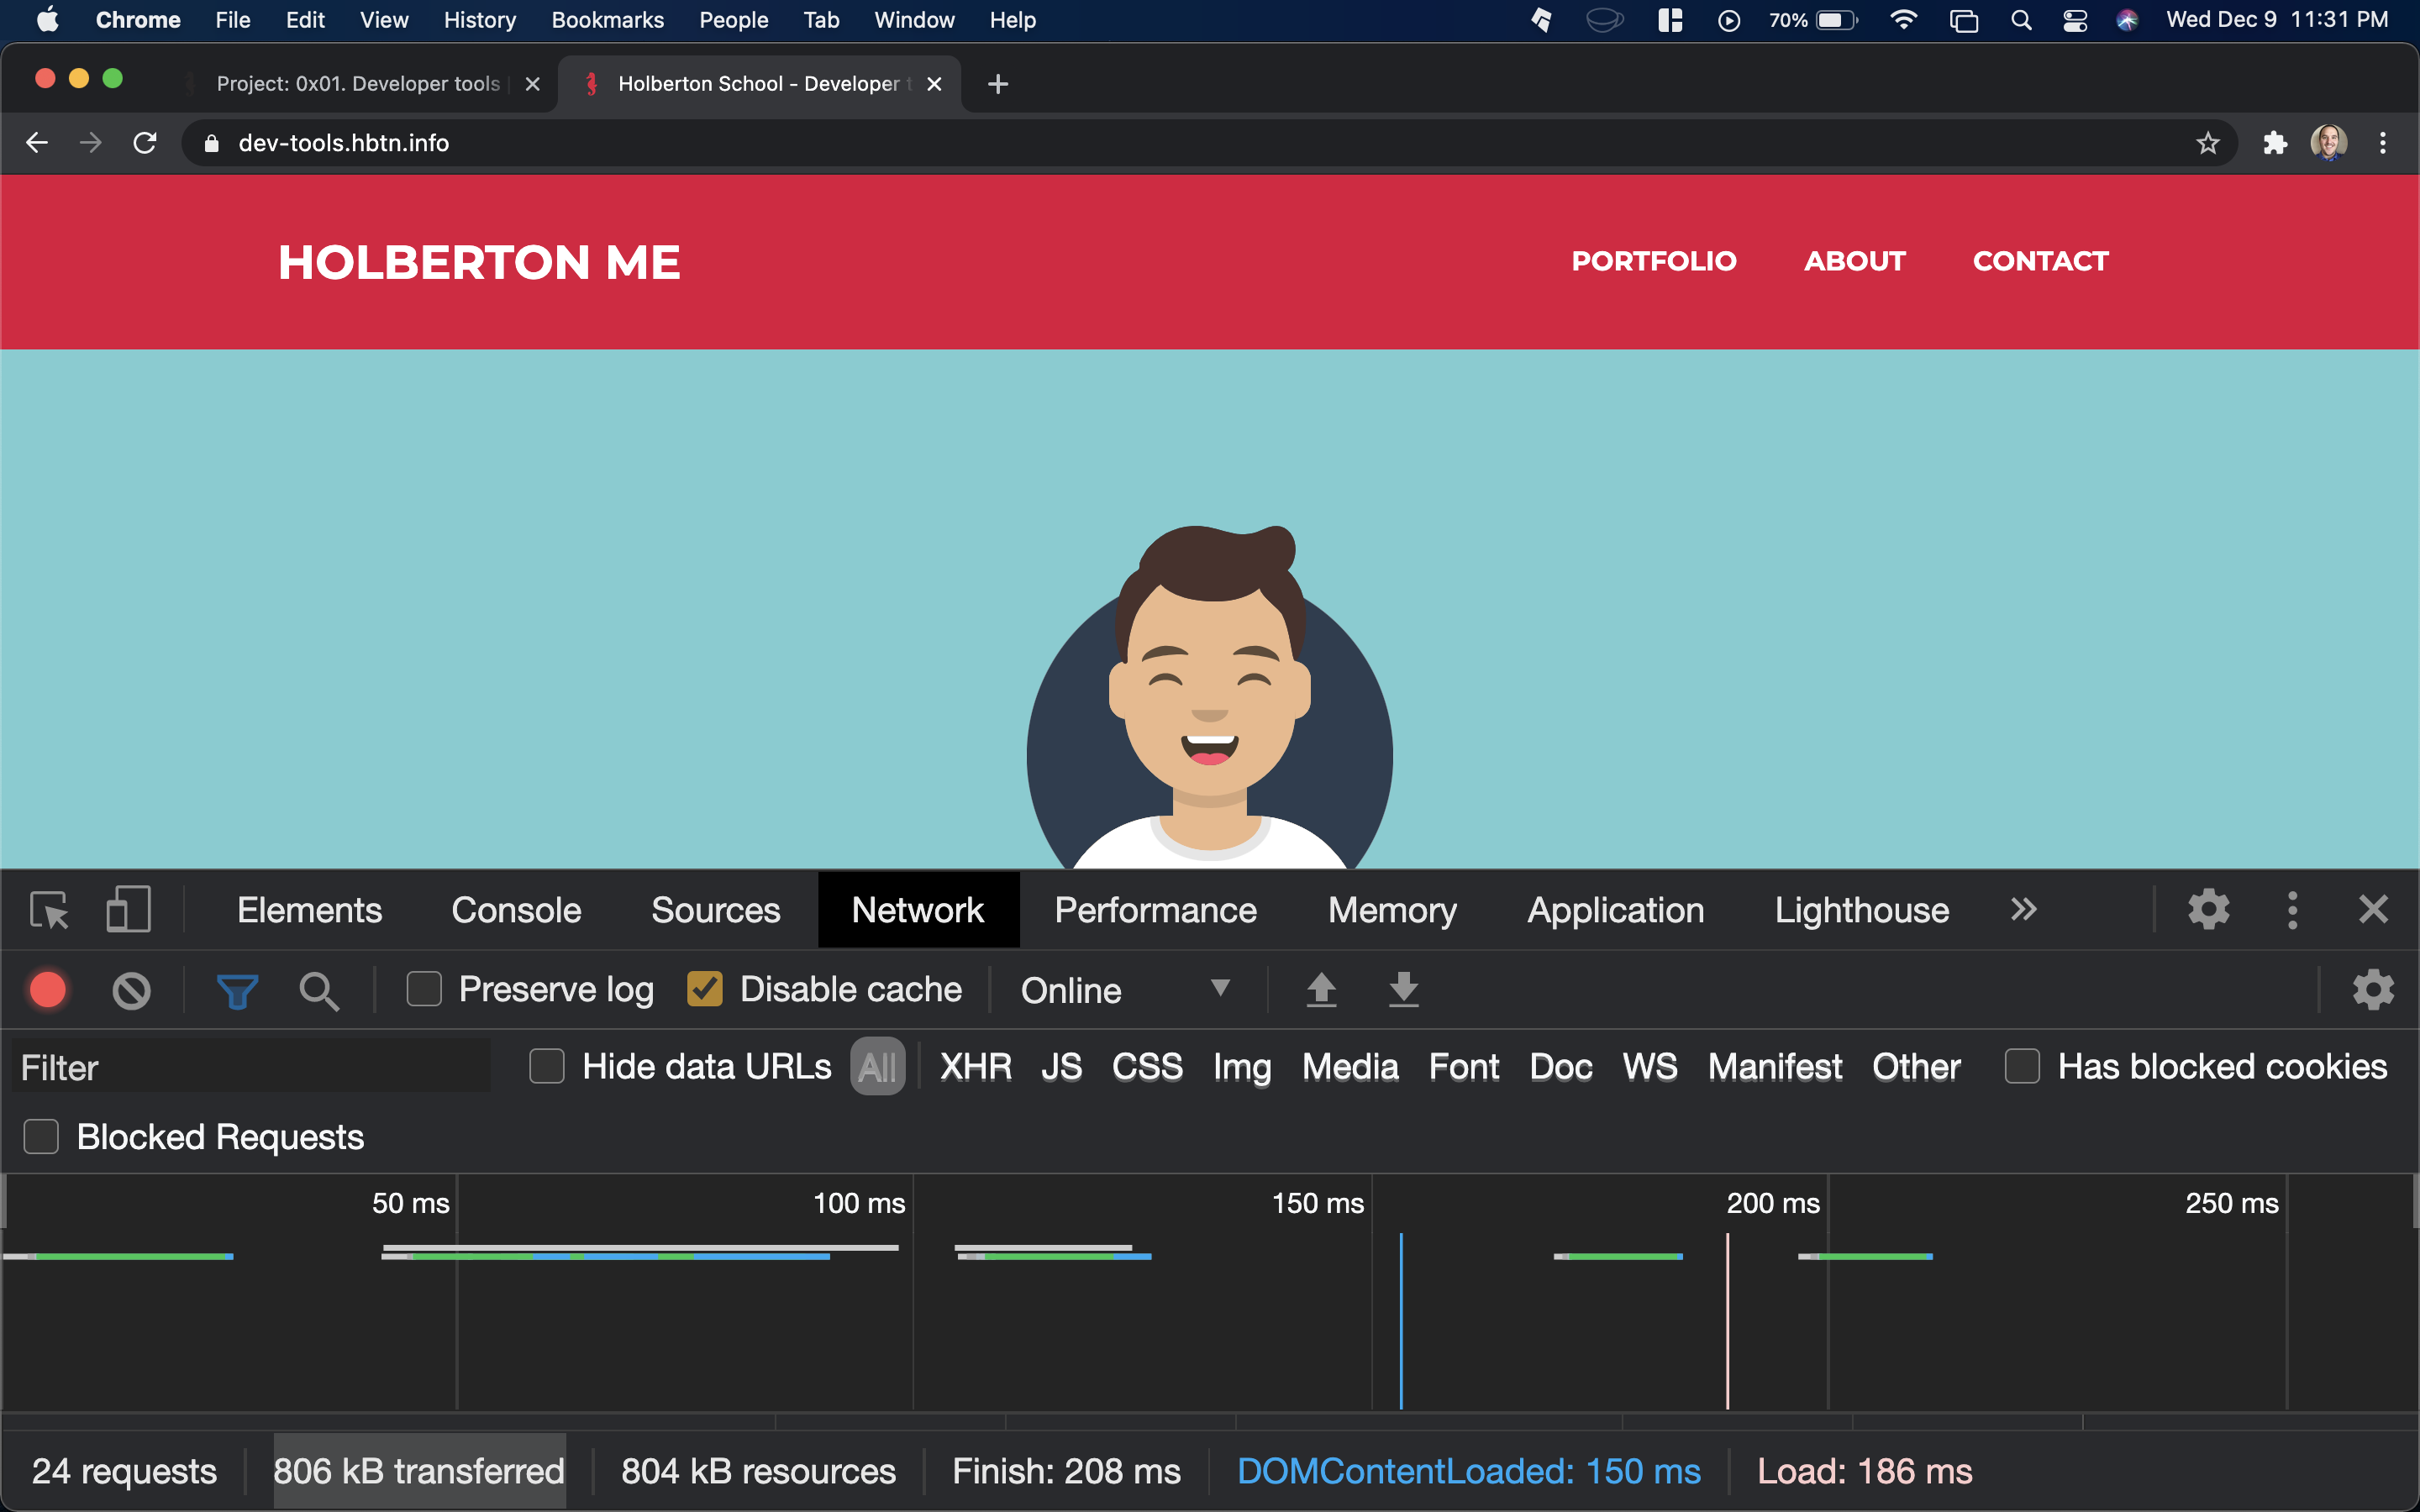 Chrome File Edit View History Bookmarks People Tab Window Help 70% Wed Dec 9 11:31 PM
Project: 0x01. Developer tools Holberton School - Developer t
dev-tools.hbtn.info
HOLBERTON ME PORTFOLIO ABOUT CONTACT
Elements Console Sources Network Performance Memory Application Lighthouse
Preserve log Disable cache Online
Filter Hide data URLs All XHR JS CSS Img Media Font Doc WS Manifest Other Has blocked cookies
Blocked Requests
50 ms 100 ms 150 ms 200 ms 250 ms
24 requests 806 kB transferred 804 kB resources Finish: 208 ms DOMContentLoaded: 150 ms Load: 186 ms